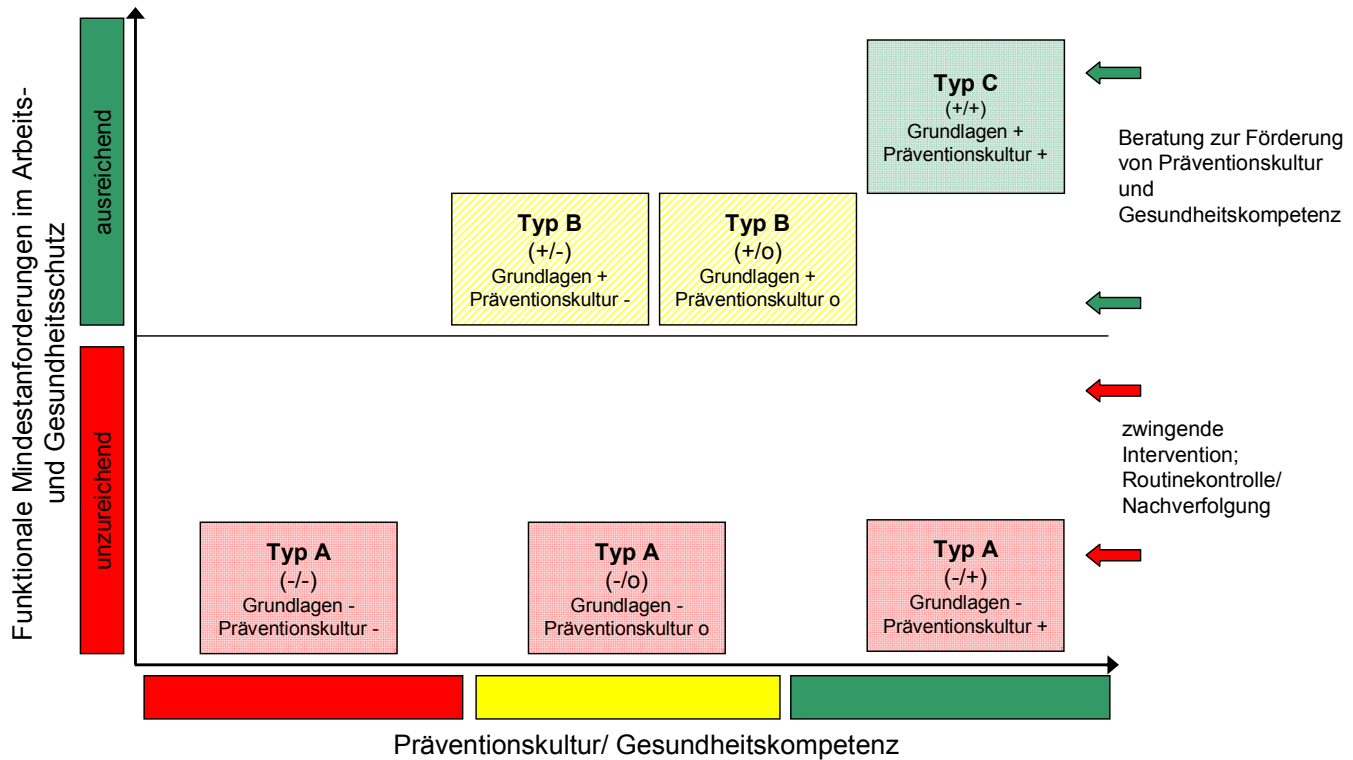 Funktionale Mindestanforderungen im Arbeits-
und Gesundheitsschutz
ausreichend
unzureichend
Typ C
(+/+)
Grundlagen +
Präventionskultur +
Typ B
(+/-)
Grundlagen +
Präventionskultur -
Typ B
(+/o)
Grundlagen +
Präventionskultur o
Beratung zur Förderung
von Präventionskultur
und
Gesundheitskompetenz
zwingende
Intervention;
Routinekontrolle/
Nachverfolgung
Typ A
(-/-)
Grundlagen -
Präventionskultur -
Typ A
(-/o)
Grundlagen -
Präventionskultur o
Typ A
(-/+)
Grundlagen -
Präventionskultur +
Präventionskultur/ Gesundheitskompetenz